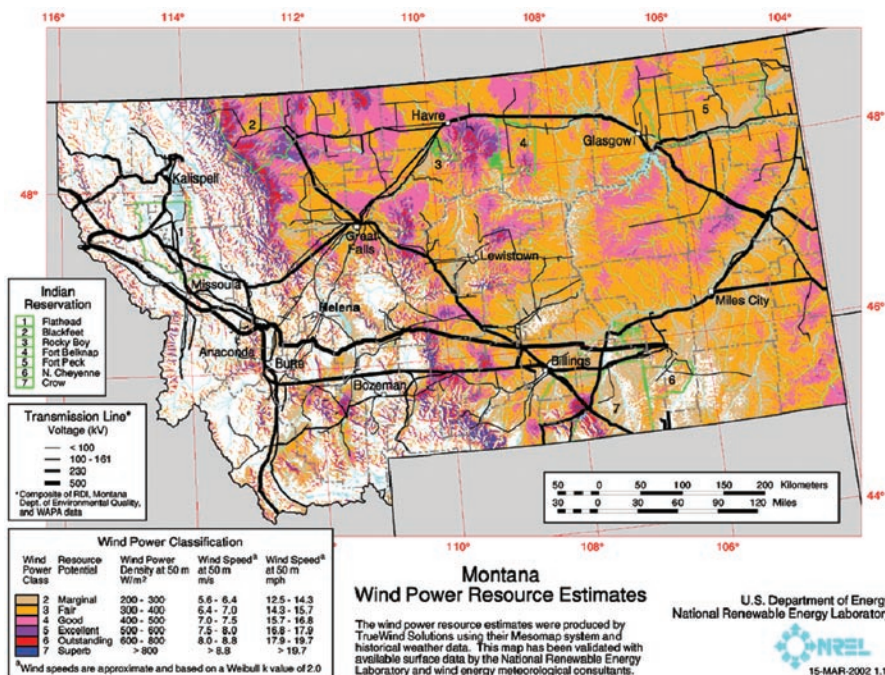 116° 114° 112° 110° 108° 106° 104°
2
Havre
5
48°
4
Glasgow
3
Kalispell
48°
1
Great
Falls
Lewistown
Missoula
Helena
46°
Miles City
46°
Anaconda
Butte
Billings
Bozeman
6
7
44°
112° 110° 108° 106°
Indian
Reservation
1 Flathead
2 Blackfeet
3 Rocky Boy
4 Fort Belknap
5 Fort Peck
6 N. Cheyenne
7 Crow
Transmission Line*
Voltage (kV)
< 100
100 - 161
230
500
*Composite of RDI, Montana
Dept. of Environmental Quality,
and WAPA data
50 0 50 100 150 200 Kilometers
30 0 30 60 90 120 Miles
Wind Power Classification
Wind Power Class Resource Potential Wind Power Density at 50 m W/m² Wind Speedª at 50 m m/s Wind Speedª at 50 m mph
2 Marginal 200 - 300 5.6 - 6.4 12.5 - 14.3
3 Fair 300 - 400 6.4 - 7.0 14.3 - 15.7
4 Good 400 - 500 7.0 - 7.5 15.7 - 16.8
5 Excellent 500 - 600 7.5 - 8.0 16.8 - 17.9
6 Outstanding 600 - 800 8.0 - 8.8 17.9 - 19.7
7 Superb > 800 > 8.8 > 19.7
ªWind speeds are approximate and based on a Weibull k value of 2.0
Montana
Wind Power Resource Estimates
The wind power resource estimates were produced by
TrueWind Solutions using their Mesomap system and
historical weather data. This map has been validated with
available surface data by the National Renewable Energy
Laboratory and wind energy meteorological consultants.
U.S. Department of Energ
National Renewable Energy Laborator
NREL
15-MAR-2002 1.1